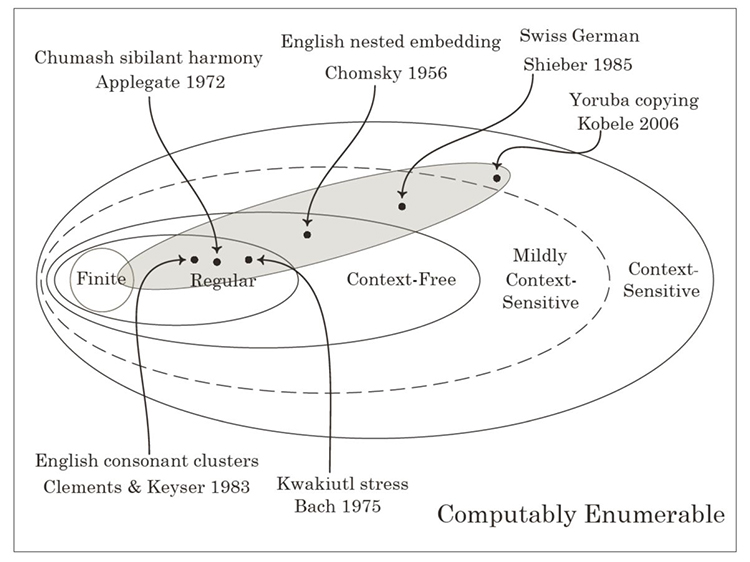 Chumash sibilant harmony
Applegate 1972
English nested embedding
Chomsky 1956
Swiss German
Shieber 1985
Yoruba copying
Kobele 2006
Finite
Regular
Context-Free
Mildly
Context-
Sensitive
Context-
Sensitive
English consonant clusters
Clements & Keyser 1983
Kwakiutl stress
Bach 1975
Computably Enumerable